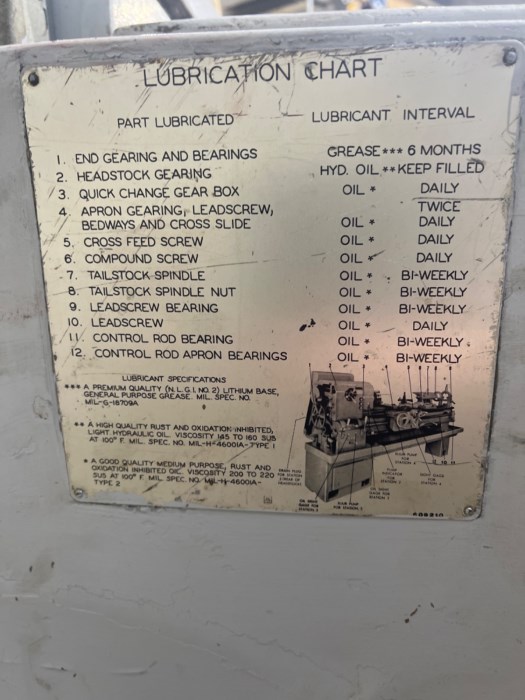 LUBRICATION CHART
PART LUBRICATED LUBRICANT INTERVAL
1. END GEARING AND BEARINGS GREASE *** 6 MONTHS
2. HEADSTOCK GEARING HYD. OIL ** KEEP FILLED
3. QUICK CHANGE GEAR BOX OIL * DAILY
4. APRON GEARING, LEADSCREW, TWICE
BEDWAYS AND CROSS SLIDE OIL * DAILY
5. CROSS FEED SCREW OIL * DAILY
6. COMPOUND SCREW OIL * DAILY
7. TAILSTOCK SPINDLE OIL * BI-WEEKLY
8. TAILSTOCK SPINDLE NUT OIL * BI-WEEKLY
9. LEADSCREW BEARING OIL * BI-WEEKLY
10. LEADSCREW OIL * DAILY
11. CONTROL ROD BEARING OIL * BI-WEEKLY
12. CONTROL ROD APRON BEARINGS OIL * BI-WEEKLY
LUBRICANT SPECIFICATIONS
*** A PREMIUM QUALITY (N.L.G.I. NO. 2) LITHIUM BASE,
GENERAL PURPOSE GREASE. MIL. SPEC. NO.
MIL-G-18709A
** A HIGH QUALITY RUST AND OXIDATION INHIBITED,
LIGHT HYDRAULIC OIL. VISCOSITY 145 TO 160 SUS
AT 100° F. MIL. SPEC. NO. MIL-H-46001A-TYPE 1
* A GOOD QUALITY MEDIUM PURPOSE, RUST AND
OXIDATION INHIBITED OIL. VISCOSITY 200 TO 220
SUS AT 100° F. MIL. SPEC. NO. MIL-H-46001A-
TYPE 2